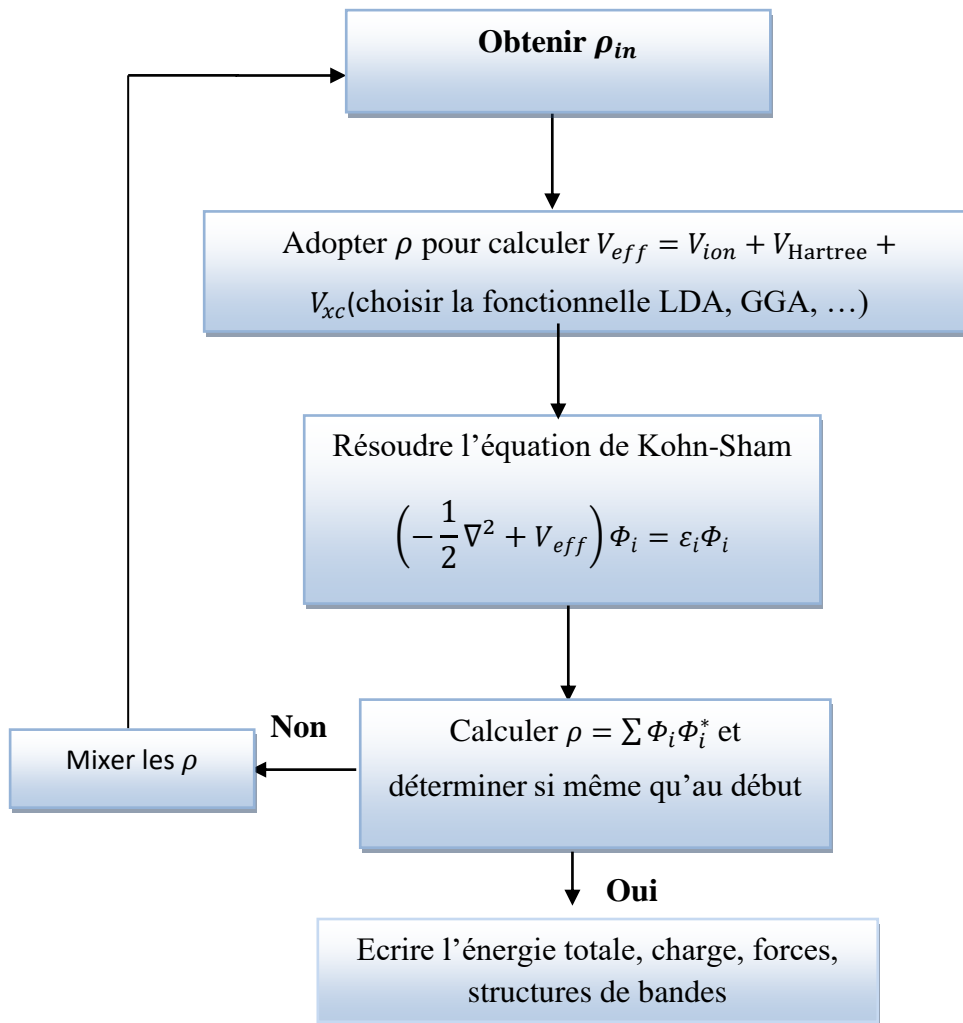 Obtenir ρ_in
Adopter ρ pour calculer V_eff = V_ion + V_Hartree +
V_xc(choisir la fonctionnelle LDA, GGA, …)
Résoudre l’équation de Kohn-Sham
(−1/2 ∇² + V_eff) Φ_i = ε_i Φ_i
Non
Calculer ρ = ∑ Φ_i Φ_i^* et
déterminer si même qu’au début
Mixer les ρ
Oui
Ecrire l’énergie totale, charge, forces,
structures de bandes